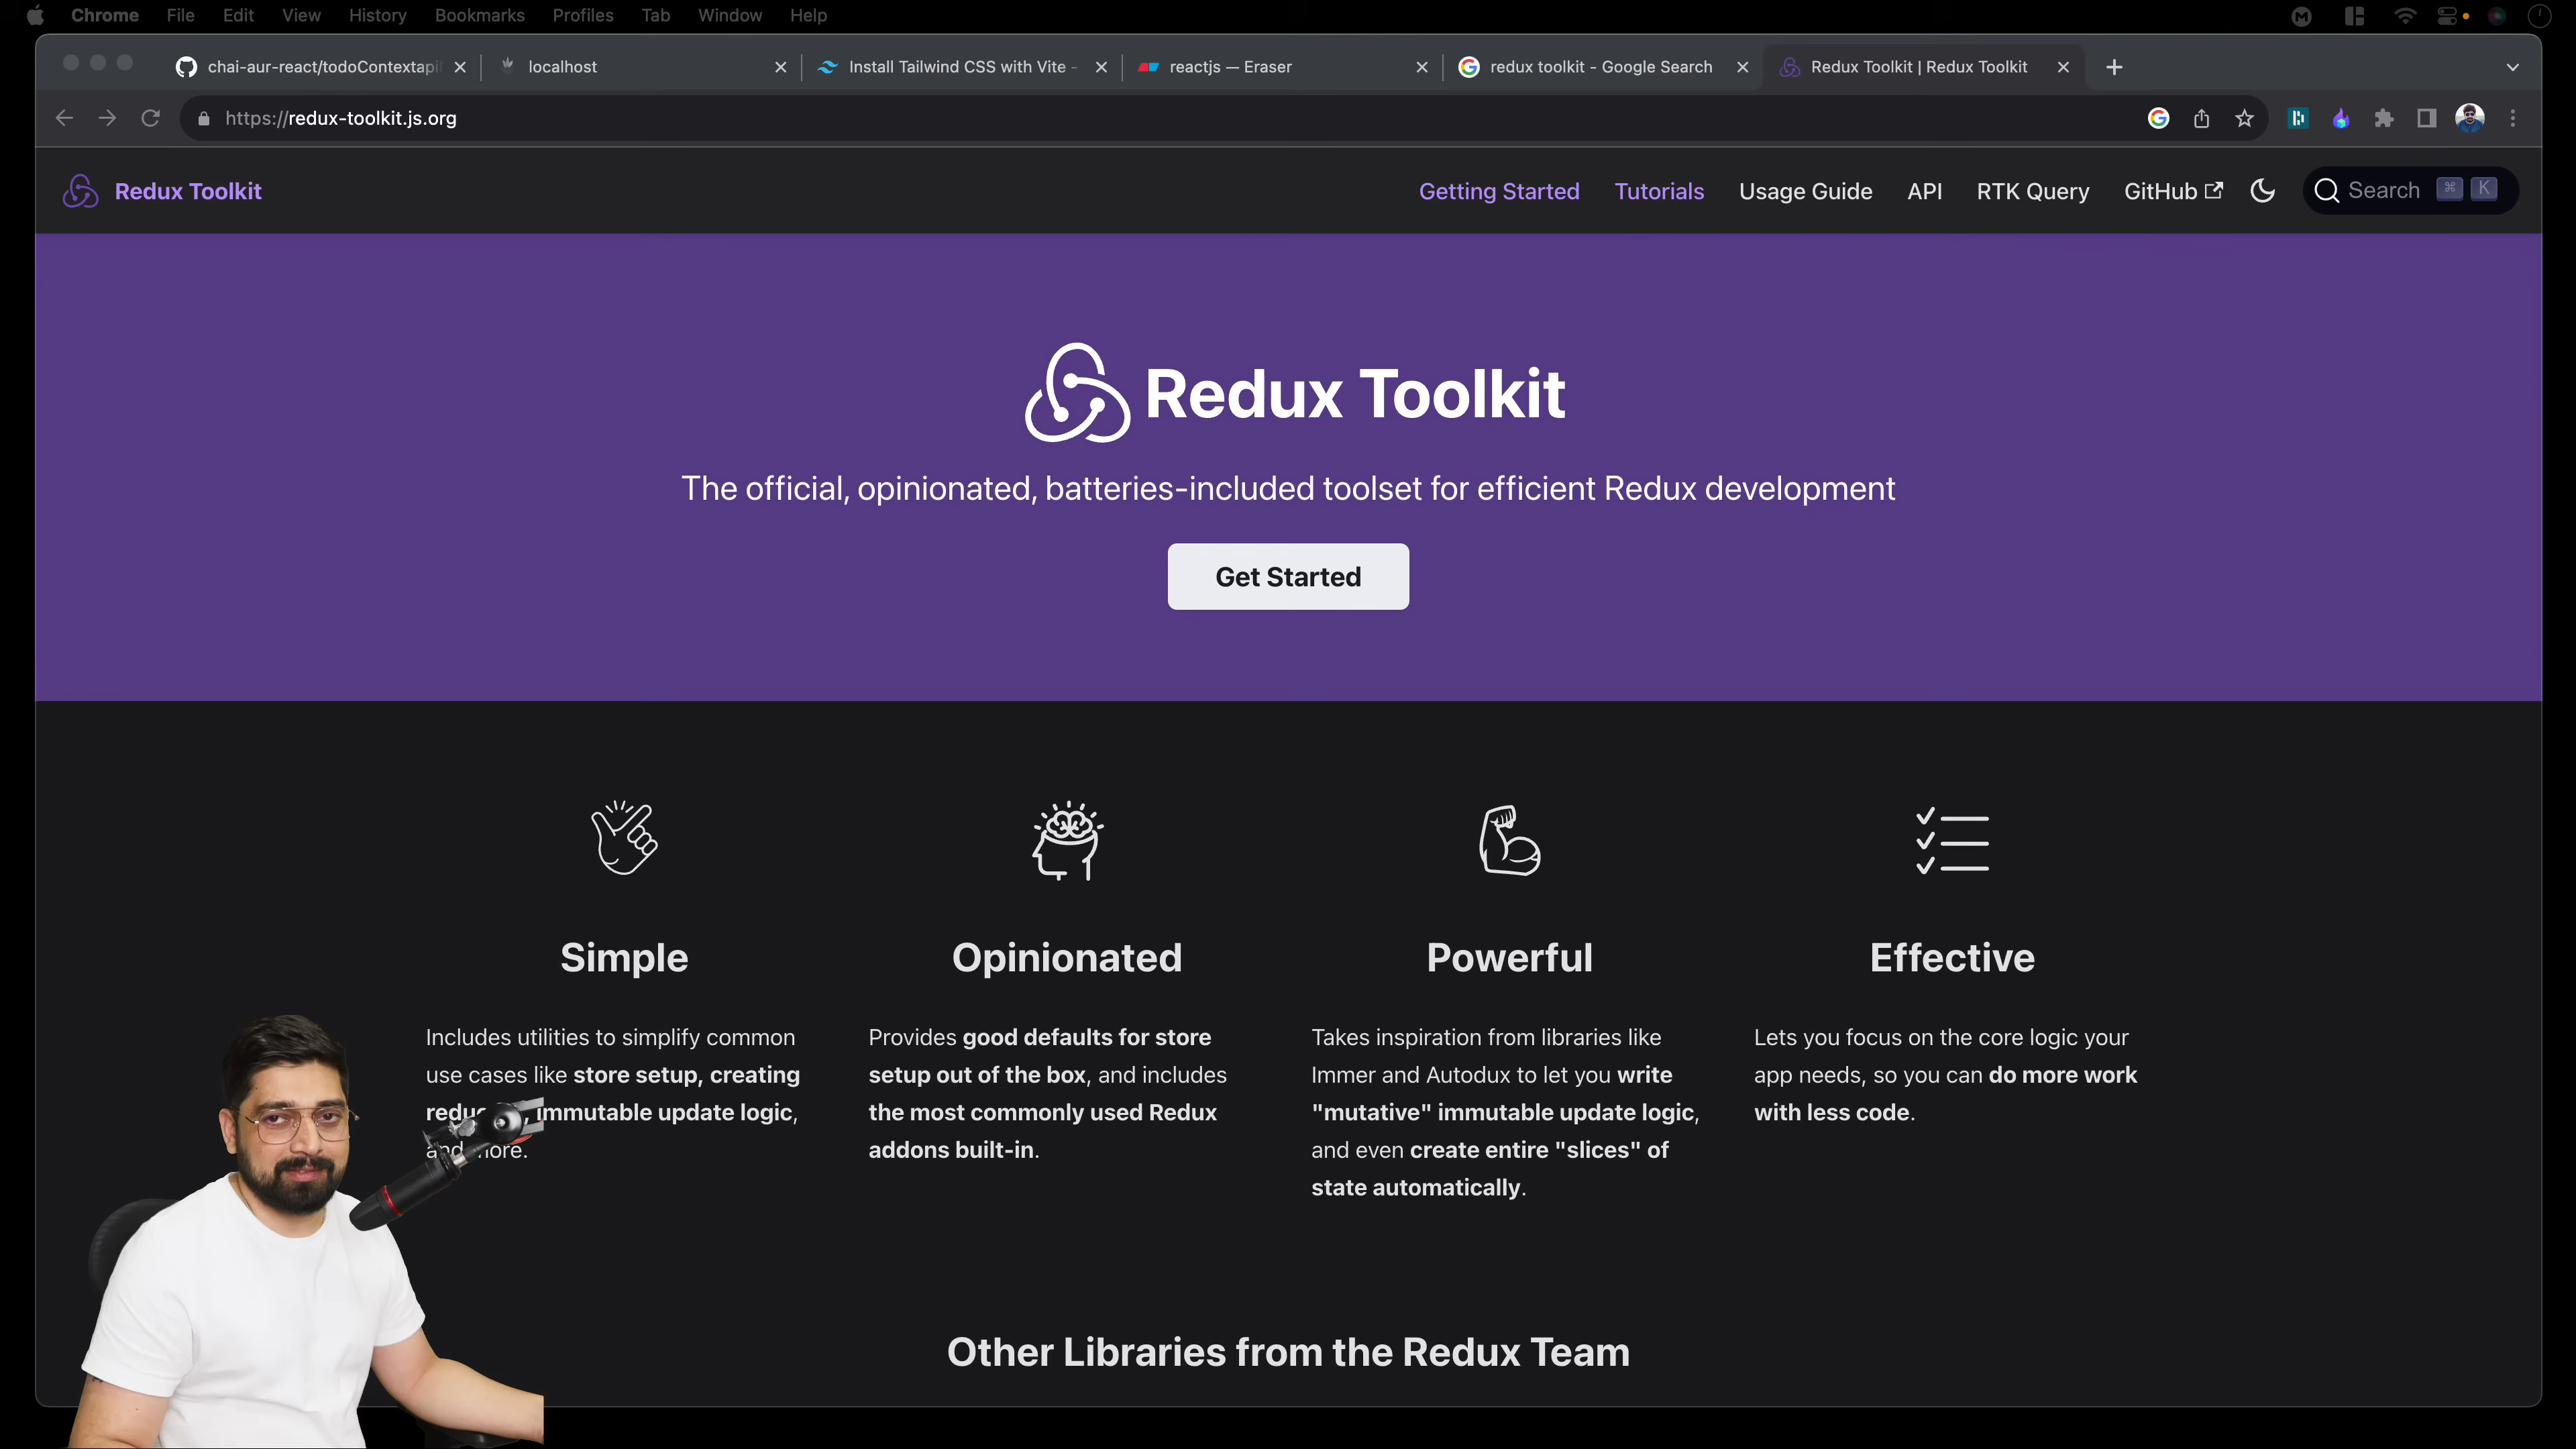 Chrome File Edit View History Bookmarks Profiles Tab Window Help
chai-aur-react/todoContextapi
localhost
Install Tailwind CSS with Vite -
reactjs — Eraser
redux toolkit - Google Search
Redux Toolkit | Redux Toolkit
https://redux-toolkit.js.org
Redux Toolkit
Getting Started Tutorials Usage Guide API RTK Query GitHub Search ⌘ K
Redux Toolkit
The official, opinionated, batteries-included toolset for efficient Redux development
Get Started
Simple
Includes utilities to simplify common
use cases like store setup, creating
immutable update logic,
Opinionated
Provides good defaults for store
setup out of the box, and includes
the most commonly used Redux
addons built-in.
Powerful
Takes inspiration from libraries like
Immer and Autodux to let you write
"mutative" immutable update logic,
and even create entire "slices" of
state automatically.
Effective
Lets you focus on the core logic your
app needs, so you can do more work
with less code.
Other Libraries from the Redux Team